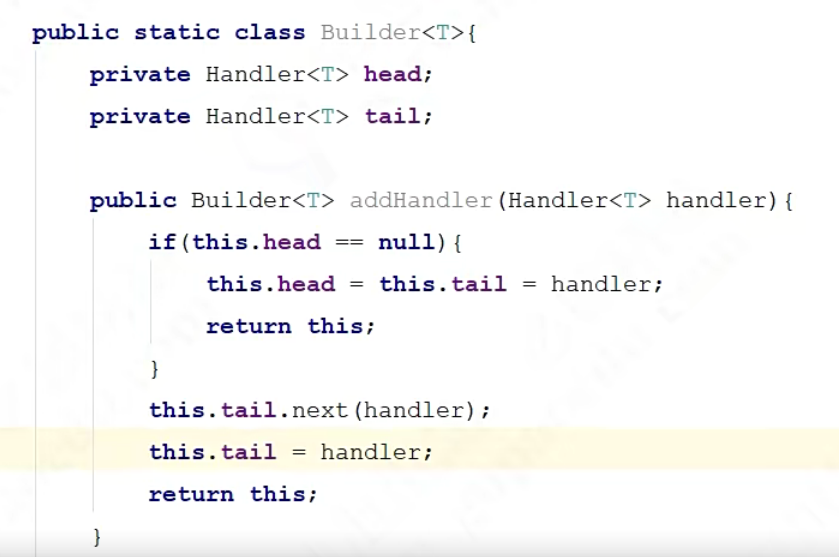 public static class Builder<T>{
private Handler<T> head;
private Handler<T> tail;
public Builder<T> addHandler(Handler<T> handler){
if(this.head == null){
this.head = this.tail = handler;
return this;
}
this.tail.next(handler);
this.tail = handler;
return this;
}